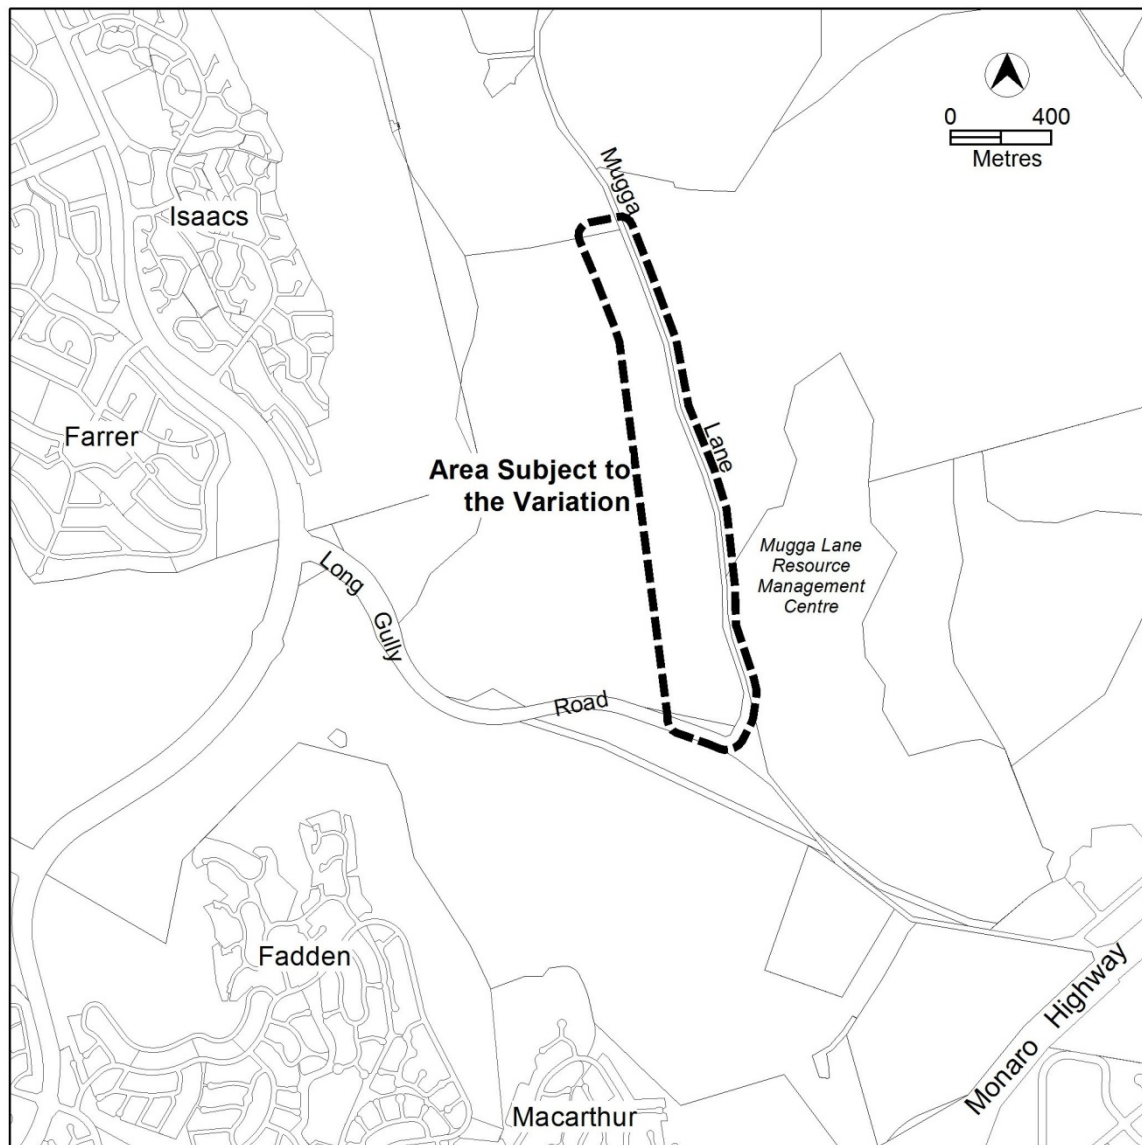 0 400
Metres
Mugga
Isaacs
Farrer
Lane
Area Subject to
the Variation
Mugga Lane
Resource
Management
Centre
Long
Gully
Road
Fadden
Monaro Highway
Macarthur